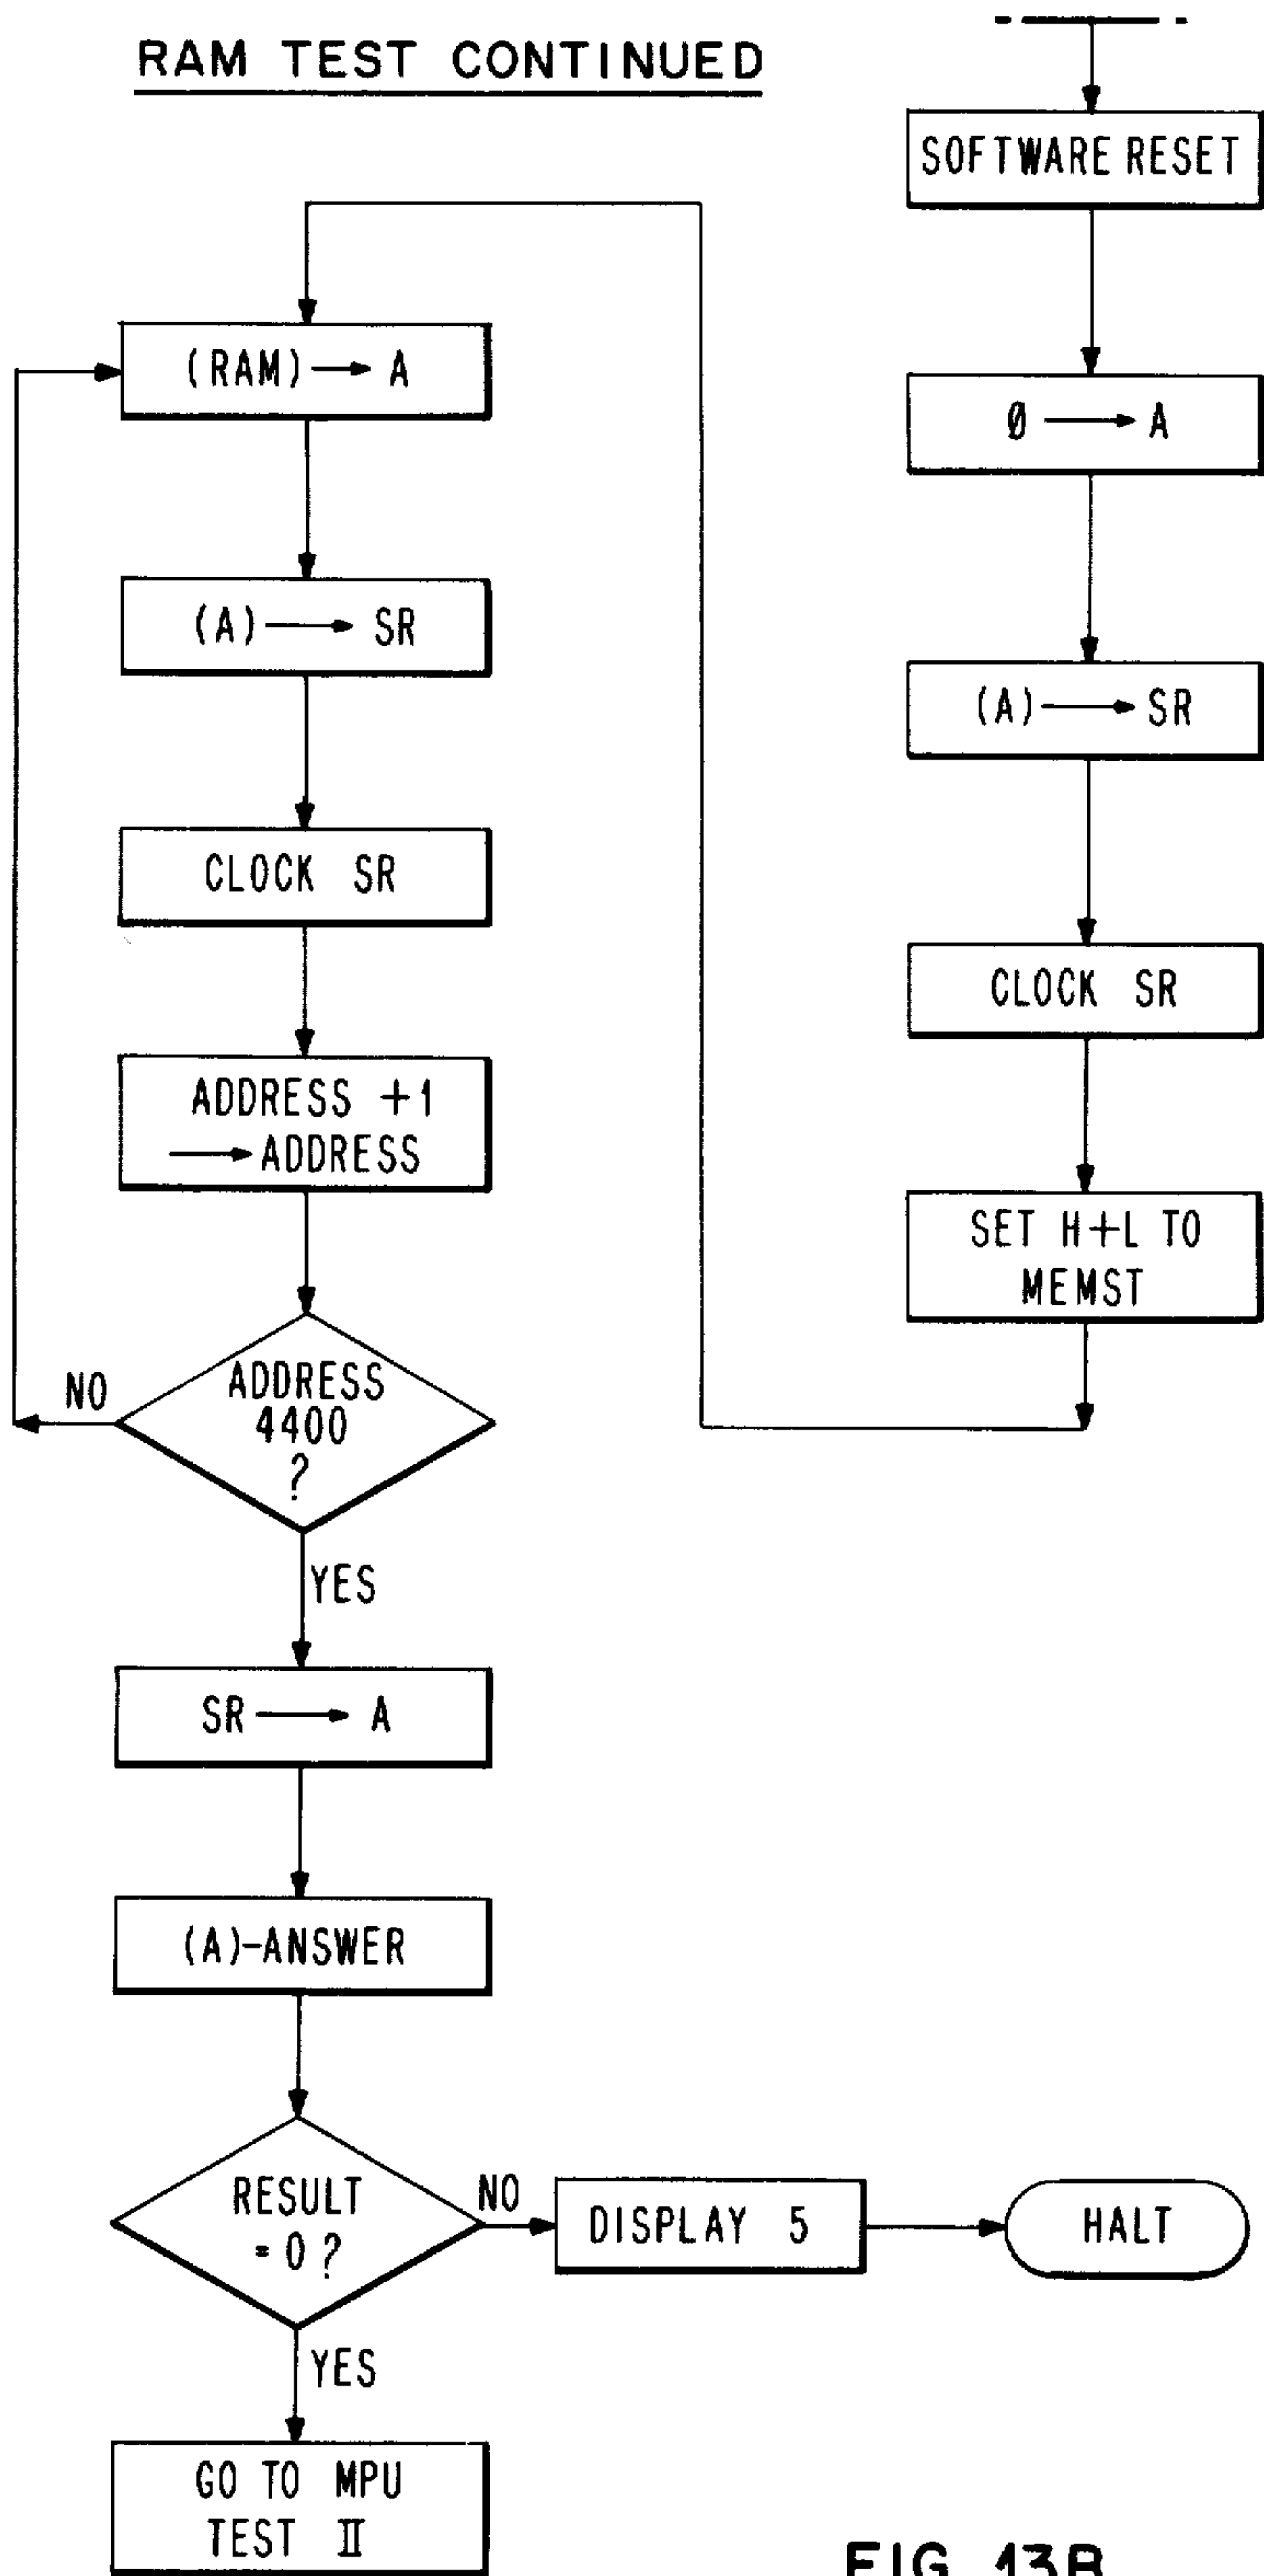 RAM TEST CONTINUED
SOFTWARE RESET
Ø → A
(A) → SR
CLOCK SR
SET H+L TO
MEMST
(RAM) → A
(A) → SR
CLOCK SR
ADDRESS +1
→ ADDRESS
ADDRESS
4400
?
NO
YES
SR → A
(A)-ANSWER
RESULT
= 0 ?
NO
DISPLAY 5
HALT
YES
GO TO MPU
TEST II
FIG. 13B